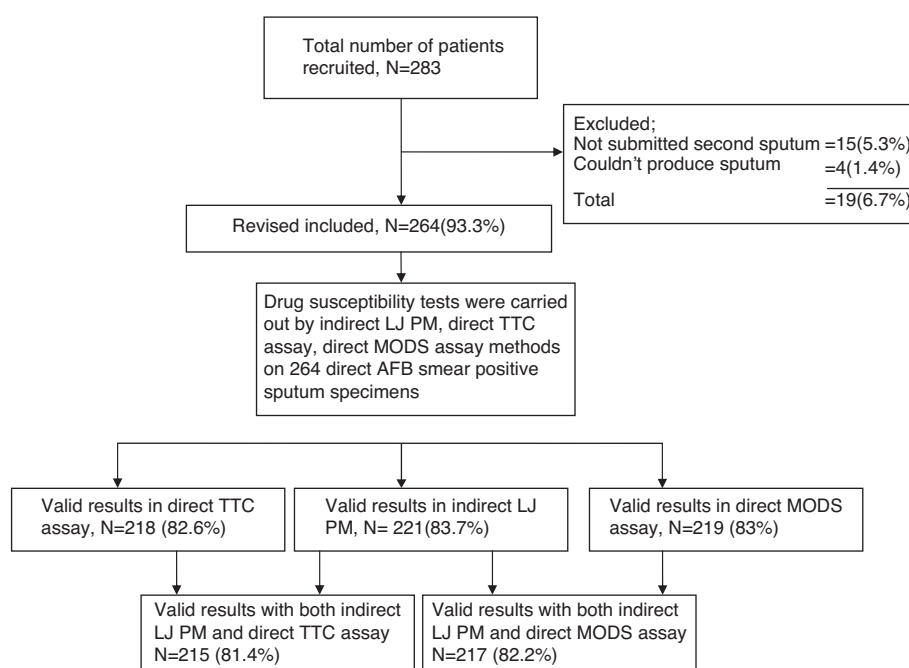 Total number of patients
recruited, N=283
Excluded;
Not submitted second sputum =15(5.3%)
Couldn't produce sputum =4(1.4%)
Total =19(6.7%)
Revised included, N=264(93.3%)
Drug susceptibility tests were carried
out by indirect LJ PM, direct TTC
assay, direct MODS assay methods
on 264 direct AFB smear positive
sputum specimens
Valid results in direct TTC
assay, N=218 (82.6%)
Valid results in indirect LJ
PM, N= 221(83.7%)
Valid results in direct MODS
assay, N=219 (83%)
Valid results with both indirect
LJ PM and direct TTC assay
N=215 (81.4%)
Valid results with both indirect
LJ PM and direct MODS assay
N=217 (82.2%)